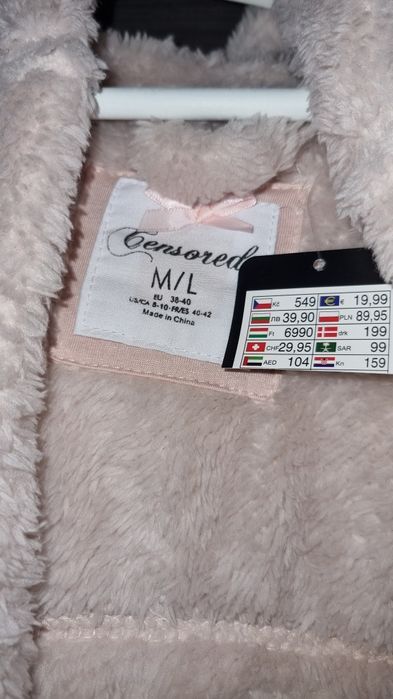 Censored
M/L
EU 38-40
US/CA 8-10-FR/ES 40-42
Made in China
Kč 549 € 19,99
пв 39,90 PLN 89,95
Ft 6990 drk 199
CHF 29,95 SAR 99
AED 104 Kn 159